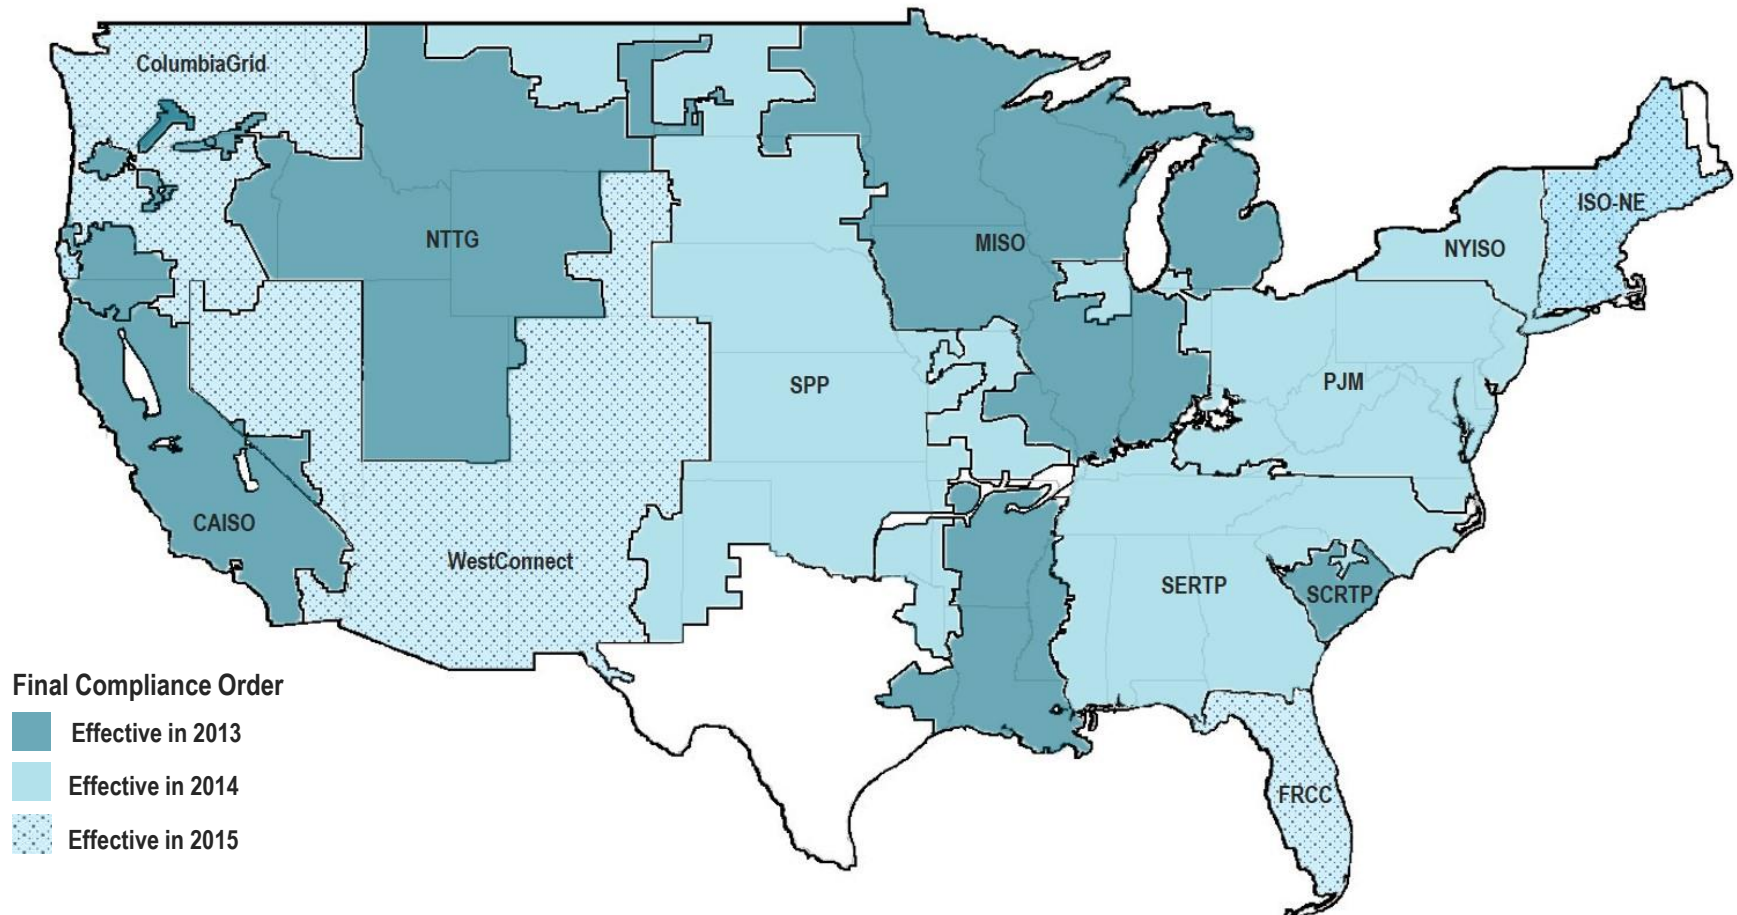 ColumbiaGrid
ISO-NE
NTTG
MISO
NYISO
SPP
PJM
CAISO
WestConnect
SERTP
SCRTP
FRCC
Final Compliance Order
Effective in 2013
Effective in 2014
Effective in 2015